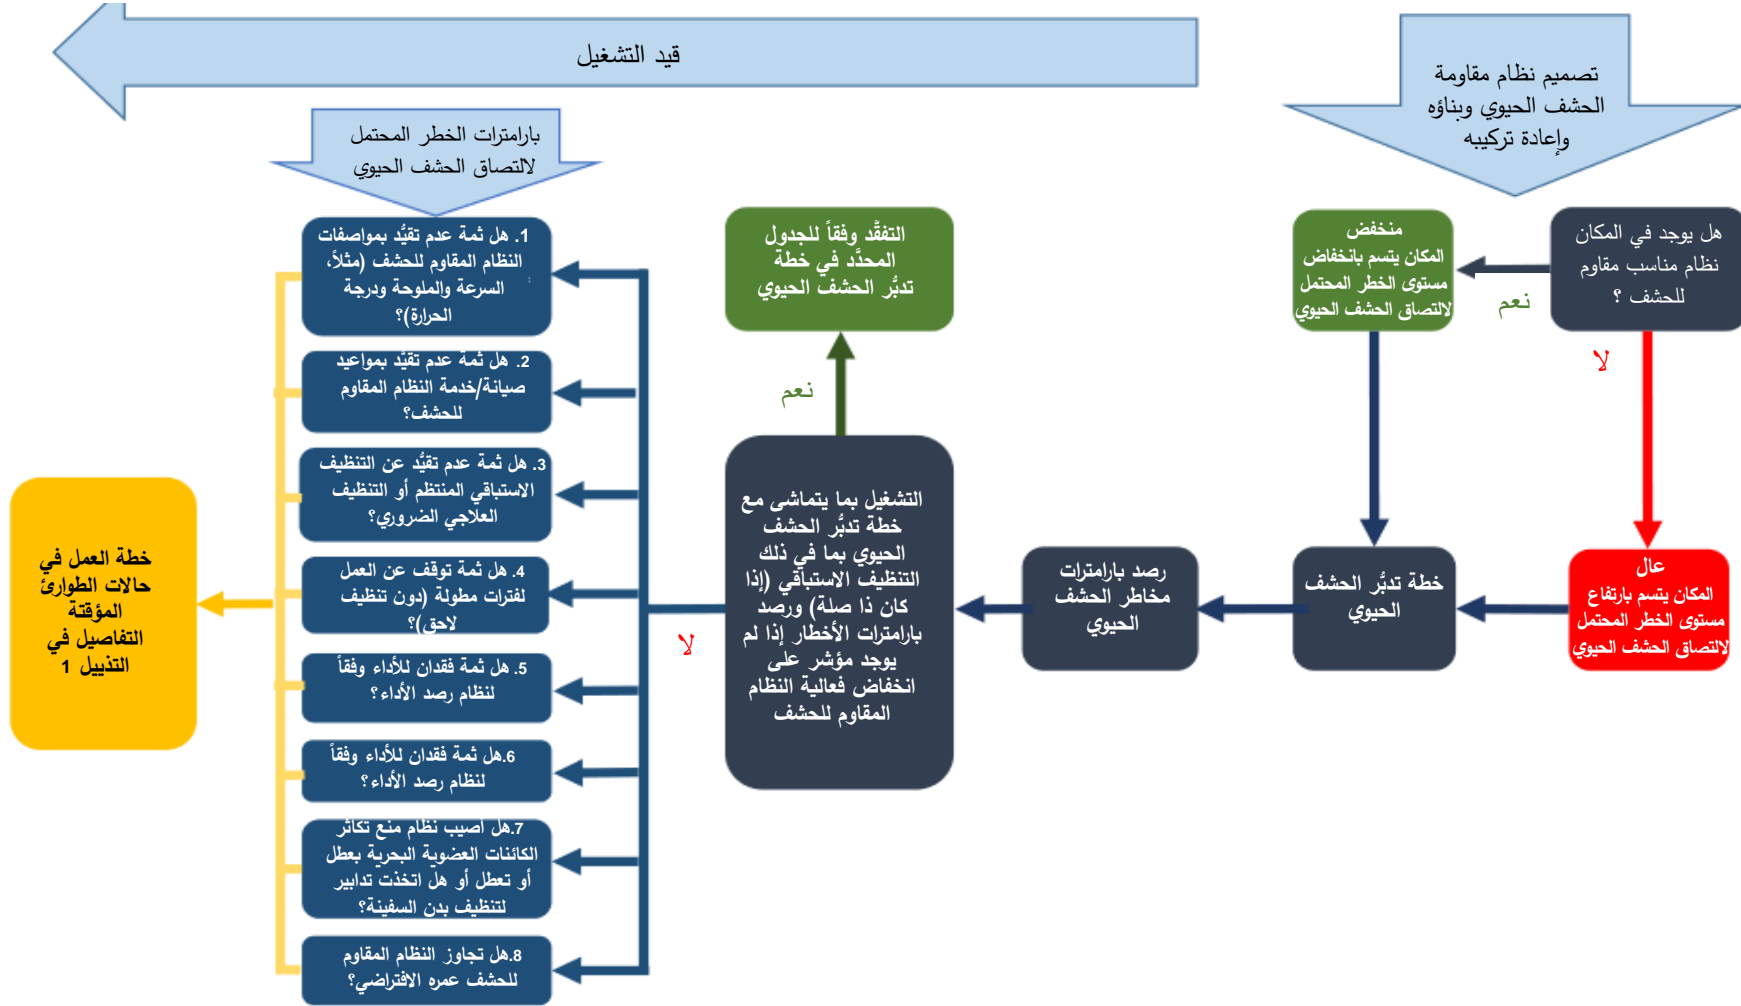 تصميم نظام مقاومة
الحشف الحيوي وبناؤه
وإعادة تركيبه
قيد التشغيل
هل يوجد في المكان
نظام مناسب مقاوم
للحشف ؟
نعم
لا
منخفض
المكان يتسم بانخفاض
مستوى الخطر المحتمل
لالتصاق الحشف الحيوي
عال
المكان يتسم بارتفاع
مستوى الخطر المحتمل
لالتصاق الحشف الحيوي
خطة تدبُّر الحشف
الحيوي
رصد بارامترات
مخاطر الحشف
الحيوي
التشغيل بما يتماشى مع
خطة تدبُّر الحشف
الحيوي بما في ذلك
التنظيف الاستباقي (إذا
كان ذا صلة) ورصد
بارامترات الأخطار إذا لم
يوجد مؤشر على
انخفاض فعالية النظام
المقاوم للحشف
نعم
التفقُّد وفقاً للجدول
المحدَّد في خطة
تدبُّر الحشف الحيوي
لا
بارامترات الخطر المحتمل
لالتصاق الحشف الحيوي
1. هل ثمة عدم تقيُّد بمواصفات
النظام المقاوم للحشف (مثلاً،
السرعة والملوحة ودرجة
الحرارة)؟
2. هل ثمة عدم تقيُّد بمواعيد
صيانة/خدمة النظام المقاوم
للحشف؟
3. هل ثمة عدم تقيُّد عن التنظيف
الاستباقي المنتظم أو التنظيف
العلاجي الضروري؟
4. هل ثمة توقف عن العمل
لفترات مطولة (دون تنظيف
لاحق)؟
5. هل ثمة فقدان للأداء وفقاً
لنظام رصد الأداء؟
6.هل ثمة فقدان للأداء وفقاً
لنظام رصد الأداء؟
7.هل أصيب نظام منع تكاثر
الكائنات العضوية البحرية بعطل
أو تعطل أو هل اتخذت تدابير
لتنظيف بدن السفينة؟
8.هل تجاوز النظام المقاوم
للحشف عمره الافتراضي؟
خطة العمل في
حالات الطوارئ
المؤقتة
التفاصيل في
التذييل 1